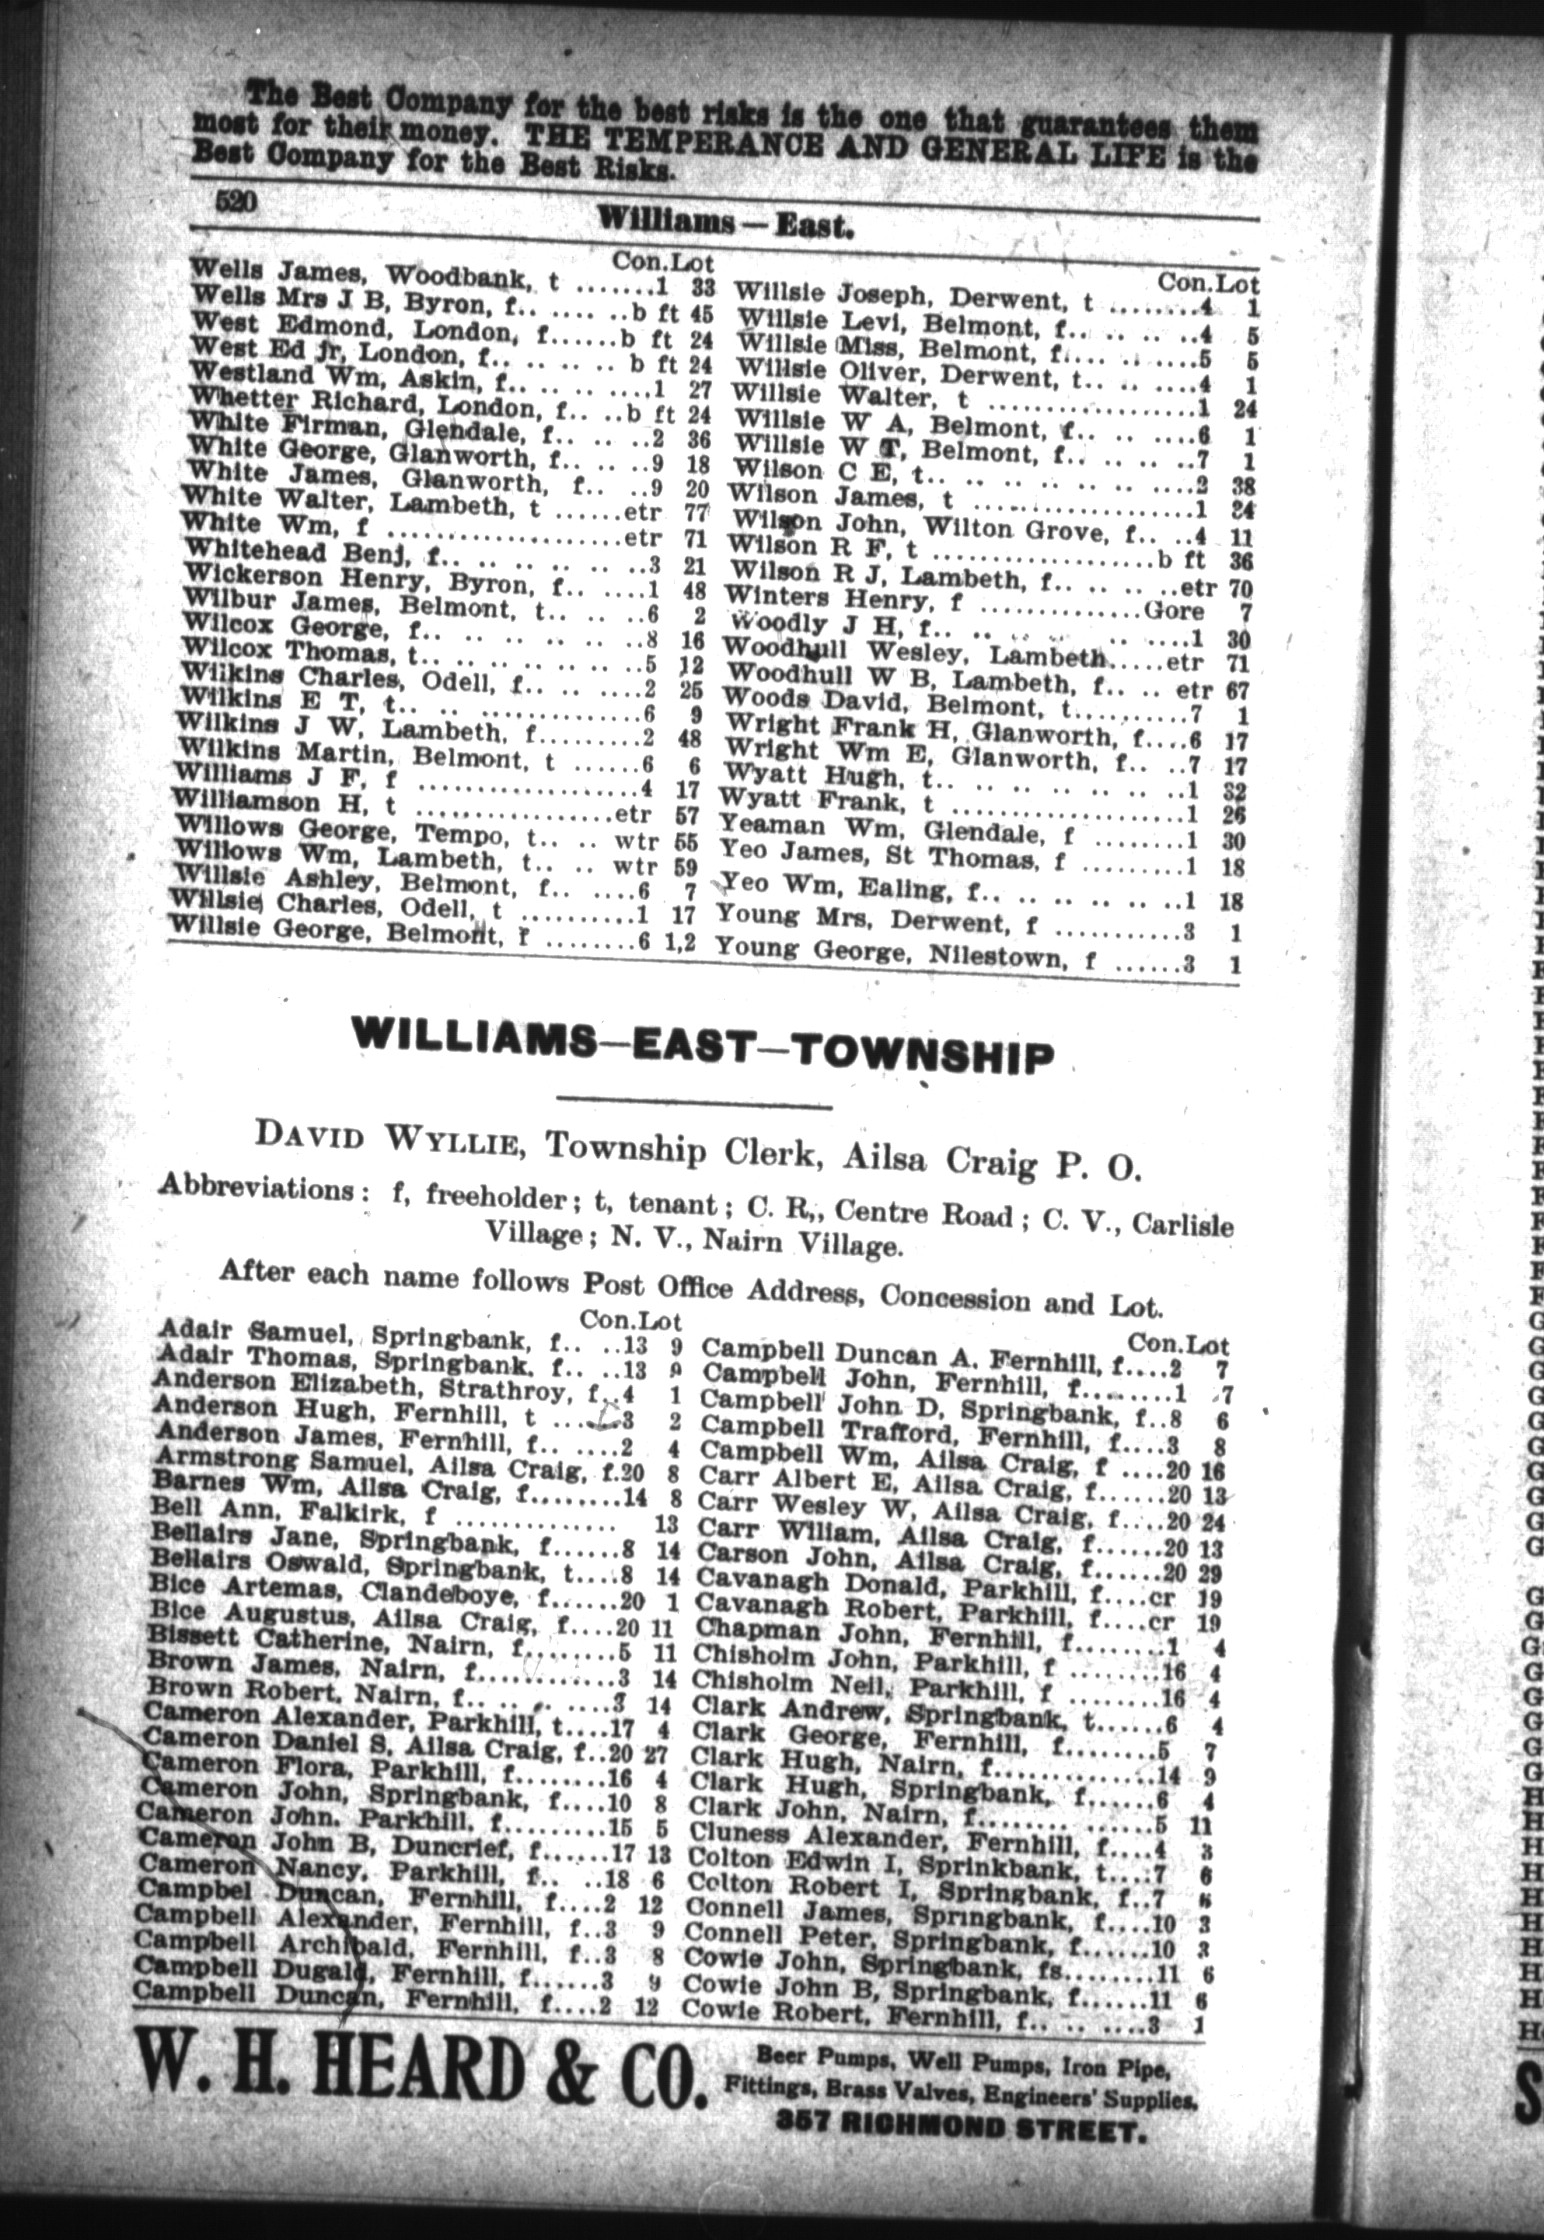 The Best Company for the best risks is the one that guarantees them
most for their money. THE TEMPERANCE AND GENERAL LIFE is the
Best Company for the Best Risks.
520
Williams — East.
Con.Lot
Wells James, Woodbank, t .......1 33
Wells Mrs J B, Byron, f.. .... ..b ft 45
West Edmond, London, f......b ft 24
West Ed jr, London, f.. .. .. .. b ft 24
Westland Wm, Askin, f.. .. .. ....1 27
Whetter Richard, London, f.. ..b ft 24
White Firman, Glendale, f.. .. ..2 36
White George, Glanworth, f.. .. ..9 18
White James, Glanworth, f.. ..9 20
White Walter, Lambeth, t ......etr 77
White Wm, f .....................etr 71
Whitehead Benj, f.. .. .. .. .. .. ..3 21
Wickerson Henry, Byron, f.. ....1 48
Wilbur James, Belmont, t.. .. ..6 2
Wilcox George, f.. .. .. .. .. .. ..8 16
Wilcox Thomas, t.. .. .. .. .. .. ..5 12
Wilkins Charles, Odell, f.. .. ....2 25
Wilkins E T, t.. .. .. ..............6 9
Wilkins J W, Lambeth, f.........2 48
Wilkins Martin, Belmont, t ......6 6
Williams J F, f ..................4 17
Williamson H, t .................etr 57
Willows George, Tempo, t.. .. wtr 55
Willows Wm, Lambeth, t.. .. wtr 59
Willsie Ashley, Belmont, f.. ....6 7
Willsie Charles, Odell, t ..........1 17
Willsie George, Belmont, f ........6 1,2
Con.Lot
Willsie Joseph, Derwent, t ........4 1
Willsie Levi, Belmont, f.. .. .. ..4 5
Willsie Miss, Belmont, f.... .. ....5 5
Willsie Oliver, Derwent, t.. .. ....4 1
Willsie Walter, t ..................1 24
Willsie W A, Belmont, f.. .. ....6 1
Willsie W T, Belmont, f.. .. .. ..7 1
Wilson C E, t.. .. .. .. .. .. ....2 38
Wilson James, t ...................1 24
Wilson John, Wilton Grove, f.. ..4 11
Wilson R F, t ....................b ft 36
Wilson R J, Lambeth, f.. .. .. ..etr 70
Winters Henry, f ..............Gore 7
Woodly J H, f.. .. .. .. .. ....1 30
Woodhull Wesley, Lambeth.....etr 71
Woodhull W B, Lambeth, f.. .. etr 67
Woods David, Belmont, t..........7 1
Wright Frank H, Glanworth, f....6 17
Wright Wm E, Glanworth, f.. ..7 17
Wyatt Hugh, t.. .. .. .. .. .. .. ..1 32
Wyatt Frank, t ....................1 26
Yeaman Wm, Glendale, f ........1 30
Yeo James, St Thomas, f .........1 18
Yeo Wm, Ealing, f.. .. .. .. .. ..1 18
Young Mrs, Derwent, f ...........3 1
Young George, Nilestown, f ......3 1
WILLIAMS—EAST—TOWNSHIP
DAVID WYLLIE, Township Clerk, Ailsa Craig P. O.
Abbreviations: f, freeholder; t, tenant; C. R,, Centre Road; C. V., Carlisle
Village; N. V., Nairn Village.
After each name follows Post Office Address, Concession and Lot.
Con.Lot
Adair Samuel, Springbank, f.. ..13 9
Adair Thomas, Springbank. f.. ..13 9
Anderson Elizabeth, Strathroy, f..4 1
Anderson Hugh, Fernhill, t ......3 2
Anderson James, Fernhill, f.. ....2 4
Armstrong Samuel, Ailsa Craig, f.20 8
Barnes Wm, Ailsa Craig, f........14 8
Bell Ann, Falkirk, f .............. 13
Bellairs Jane, Springbank, f......8 14
Bellairs Oswald, Springbank, t....8 14
Bice Artemas, Clandeboye, f......20 1
Bice Augustus, Ailsa Craig, f....20 11
Bissett Catherine, Nairn, f.........5 11
Brown James, Nairn, f.............3 14
Brown Robert. Nairn, f.. .. .. ....3 14
Cameron Alexander, Parkhill, t....17 4
Cameron Daniel S, Ailsa Craig, f..20 27
Cameron Flora, Parkhill, f........16 4
Cameron John, Springbank, f....10 8
Cameron John. Parkhill. f.........15 5
Cameron John B, Duncrief, f......17 13
Cameron Nancy, Parkhill, f.. ..18 6
Campbel Duncan, Fernhill, f....2 12
Campbell Alexander, Fernhill, f..3 9
Campbell Archibald, Fernhill, f..3 8
Campbell Dugald, Fernhill, f......3 9
Campbell Duncan, Fernhill, f....2 12
Con.Lot
Campbell Duncan A, Fernhill, f....2 7
Campbell John, Fernhill, f........1 7
Campbell John D, Springbank, f..8 6
Campbell Trafford, Fernhill, f....3 8
Campbell Wm, Ailsa Craig, f ....20 16
Carr Albert E, Ailsa Craig, f......20 13
Carr Wesley W, Ailsa Craig, f....20 24
Carr William, Ailsa Craig, f......20 13
Carson John, Ailsa Craig, f......20 29
Cavanagh Donald, Parkhill, f....cr 19
Cavanagh Robert, Parkhill, f....cr 19
Chapman John, Fernhill, f.........1 4
Chisholm John, Parkhill, f ........16 4
Chisholm Neil, Parkhill, f ........16 4
Clark Andrew, Springbank, t......6 4
Clark George, Fernhill, f........5 7
Clark Hugh, Nairn, f..............14 9
Clark Hugh, Springbank, f......6 4
Clark John, Nairn, f........ ......5 11
Cluness Alexander, Fernhill, f....4 3
Colton Edwin I, Sprinkbank, t....7 6
Colton Robert I, Springbank, f..7 6
Connell James, Springbank, f....10 3
Connell Peter, Springbank, f......10 3
Cowie John, Springbank, fs........11 6
Cowie John B, Springbank, f......11 6
Cowie Robert, Fernhill, f.. .. ....3 1
W. H. HEARD & CO.
Beer Pumps, Well Pumps, Iron Pipe,
Fittings, Brass Valves, Engineers' Supplies.
357 RICHMOND STREET.